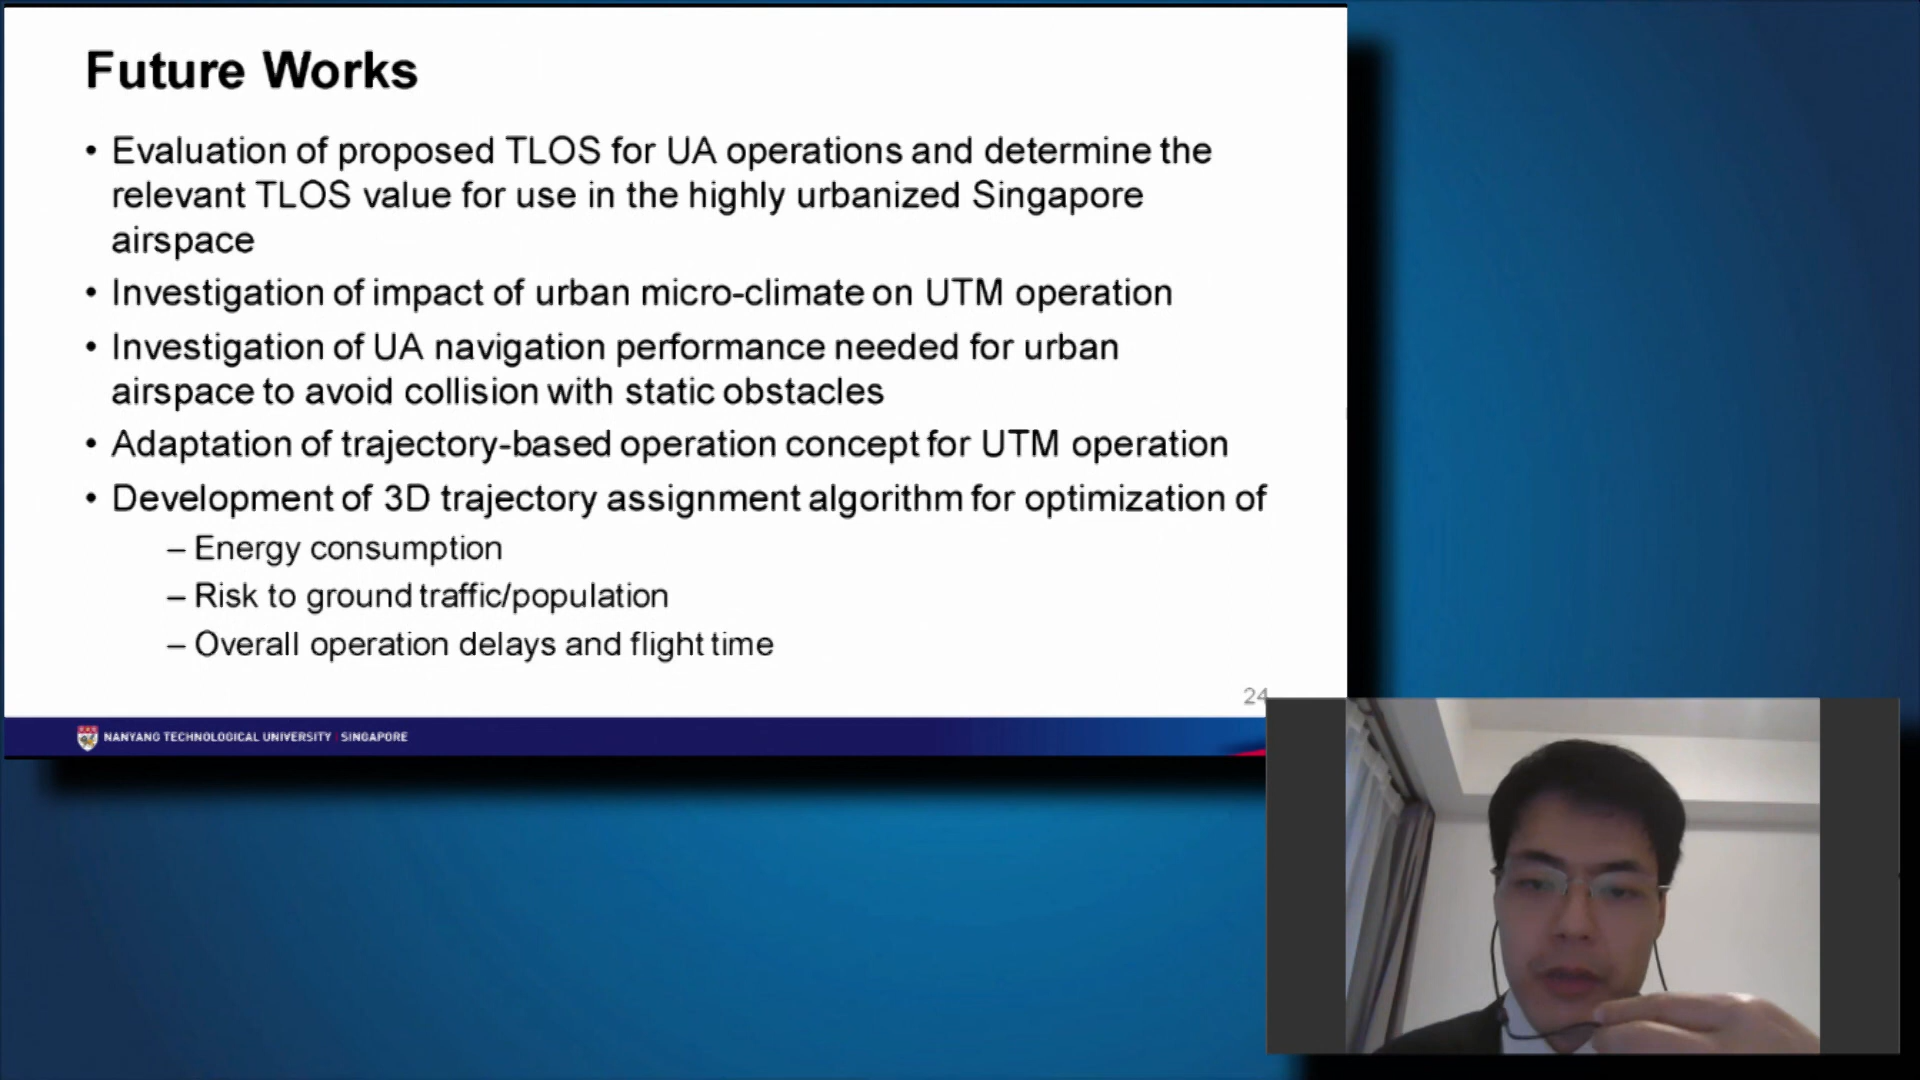 Future Works
• Evaluation of proposed TLOS for UA operations and determine the
relevant TLOS value for use in the highly urbanized Singapore
airspace
• Investigation of impact of urban micro-climate on UTM operation
• Investigation of UA navigation performance needed for urban
airspace to avoid collision with static obstacles
• Adaptation of trajectory-based operation concept for UTM operation
• Development of 3D trajectory assignment algorithm for optimization of
– Energy consumption
– Risk to ground traffic/population
– Overall operation delays and flight time
24
NANYANG TECHNOLOGICAL UNIVERSITY | SINGAPORE